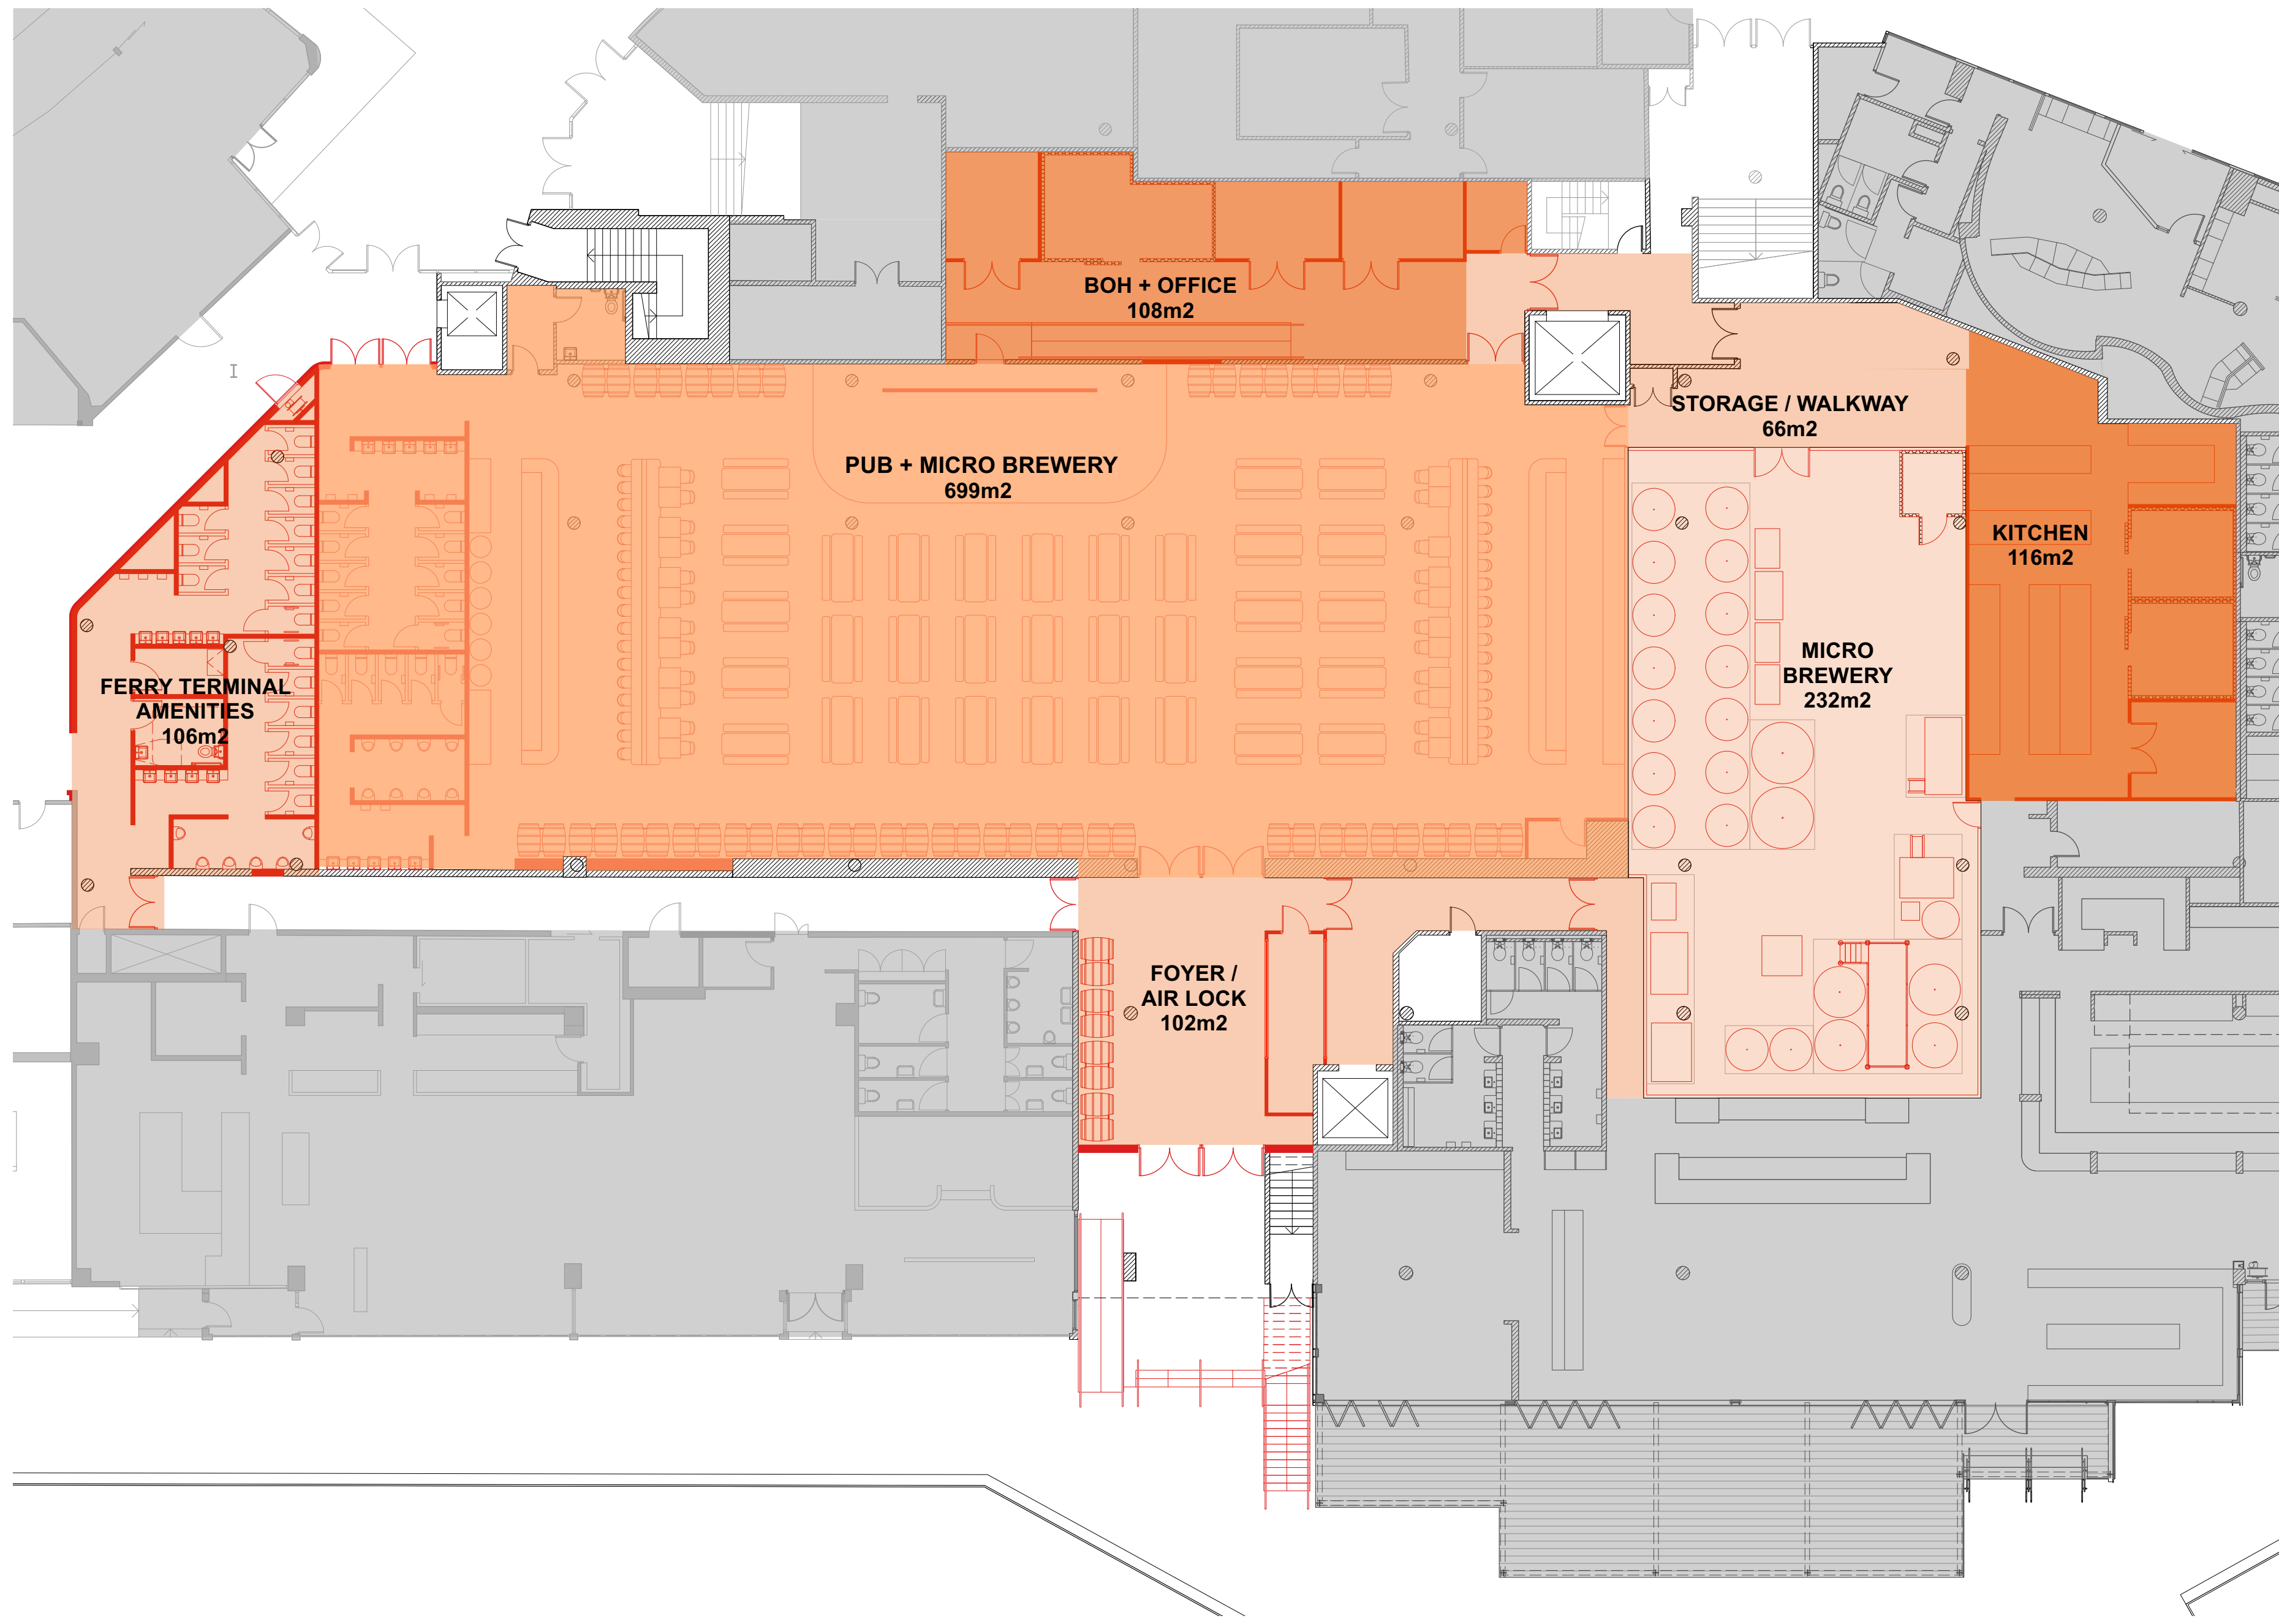 BOH + OFFICE
108m2
STORAGE / WALKWAY
66m2
PUB + MICRO BREWERY
699m2
KITCHEN
116m2
MICRO
BREWERY
232m2
FERRY TERMINAL
AMENITIES
106m2
FOYER /
AIR LOCK
102m2